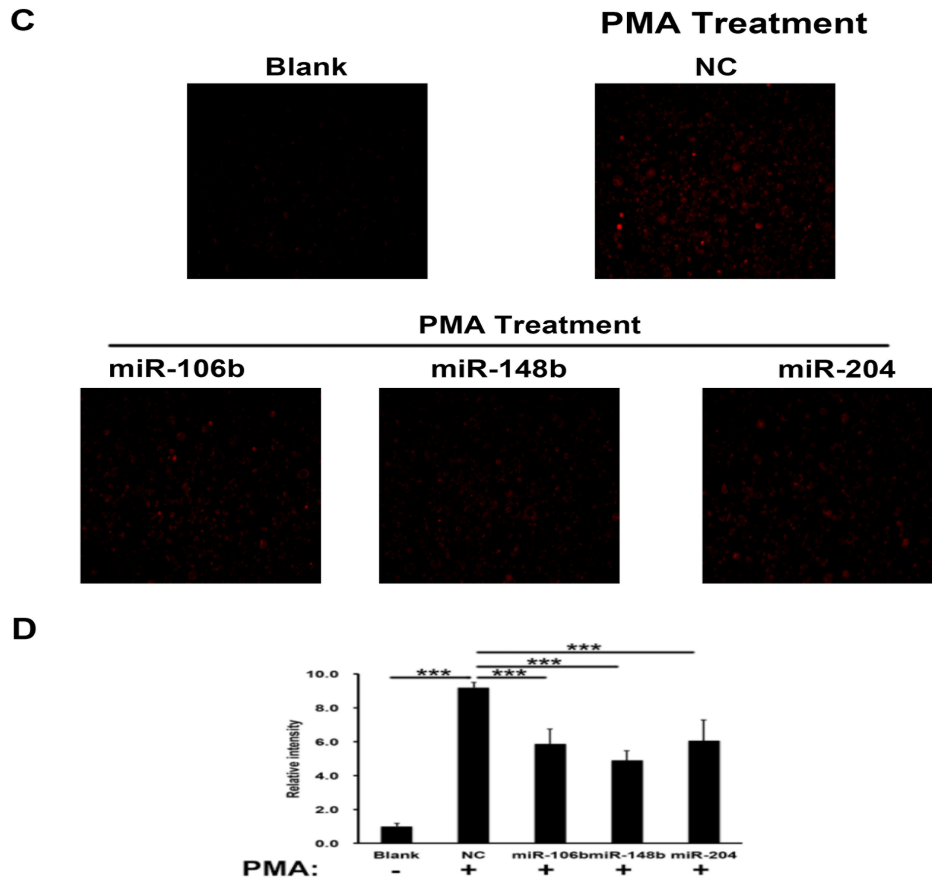 C
PMA Treatment
Blank NC
PMA Treatment
miR-106b miR-148b miR-204
D
***
***
*** ***
10.0
8.0
6.0
4.0
2.0
0.0
Relative intensity
Blank NC miR-106b miR-148b miR-204
PMA: - + + + +